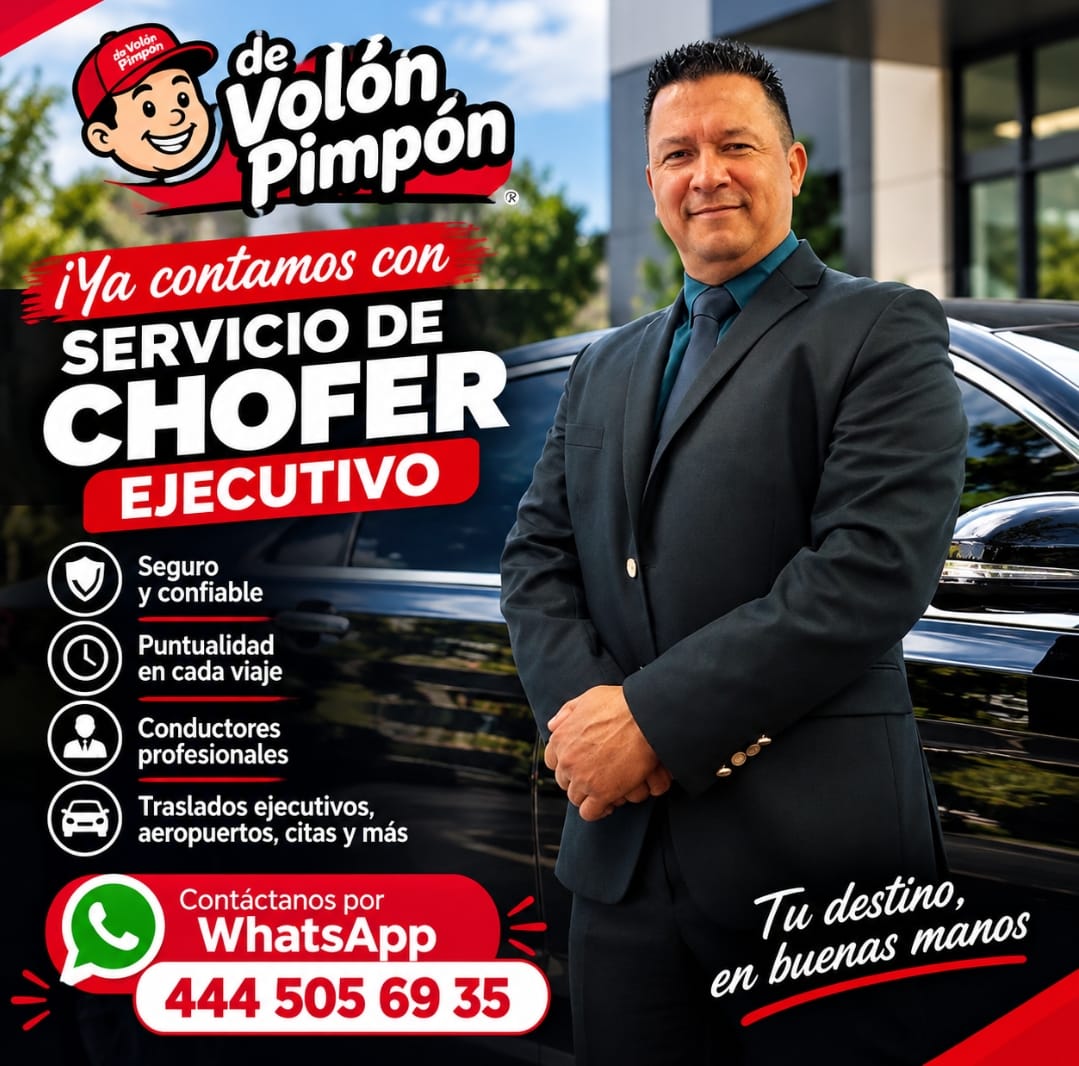 de Volón Pimpón
de
Volón
Pimpón
®
¡Ya contamos con
SERVICIO DE
CHOFER
EJECUTIVO
Seguro
y confiable
Puntualidad
en cada viaje
Conductores
profesionales
Traslados ejecutivos,
aeropuertos, citas y más
Contáctanos por
WhatsApp
444 505 69 35
Tu destino,
en buenas manos